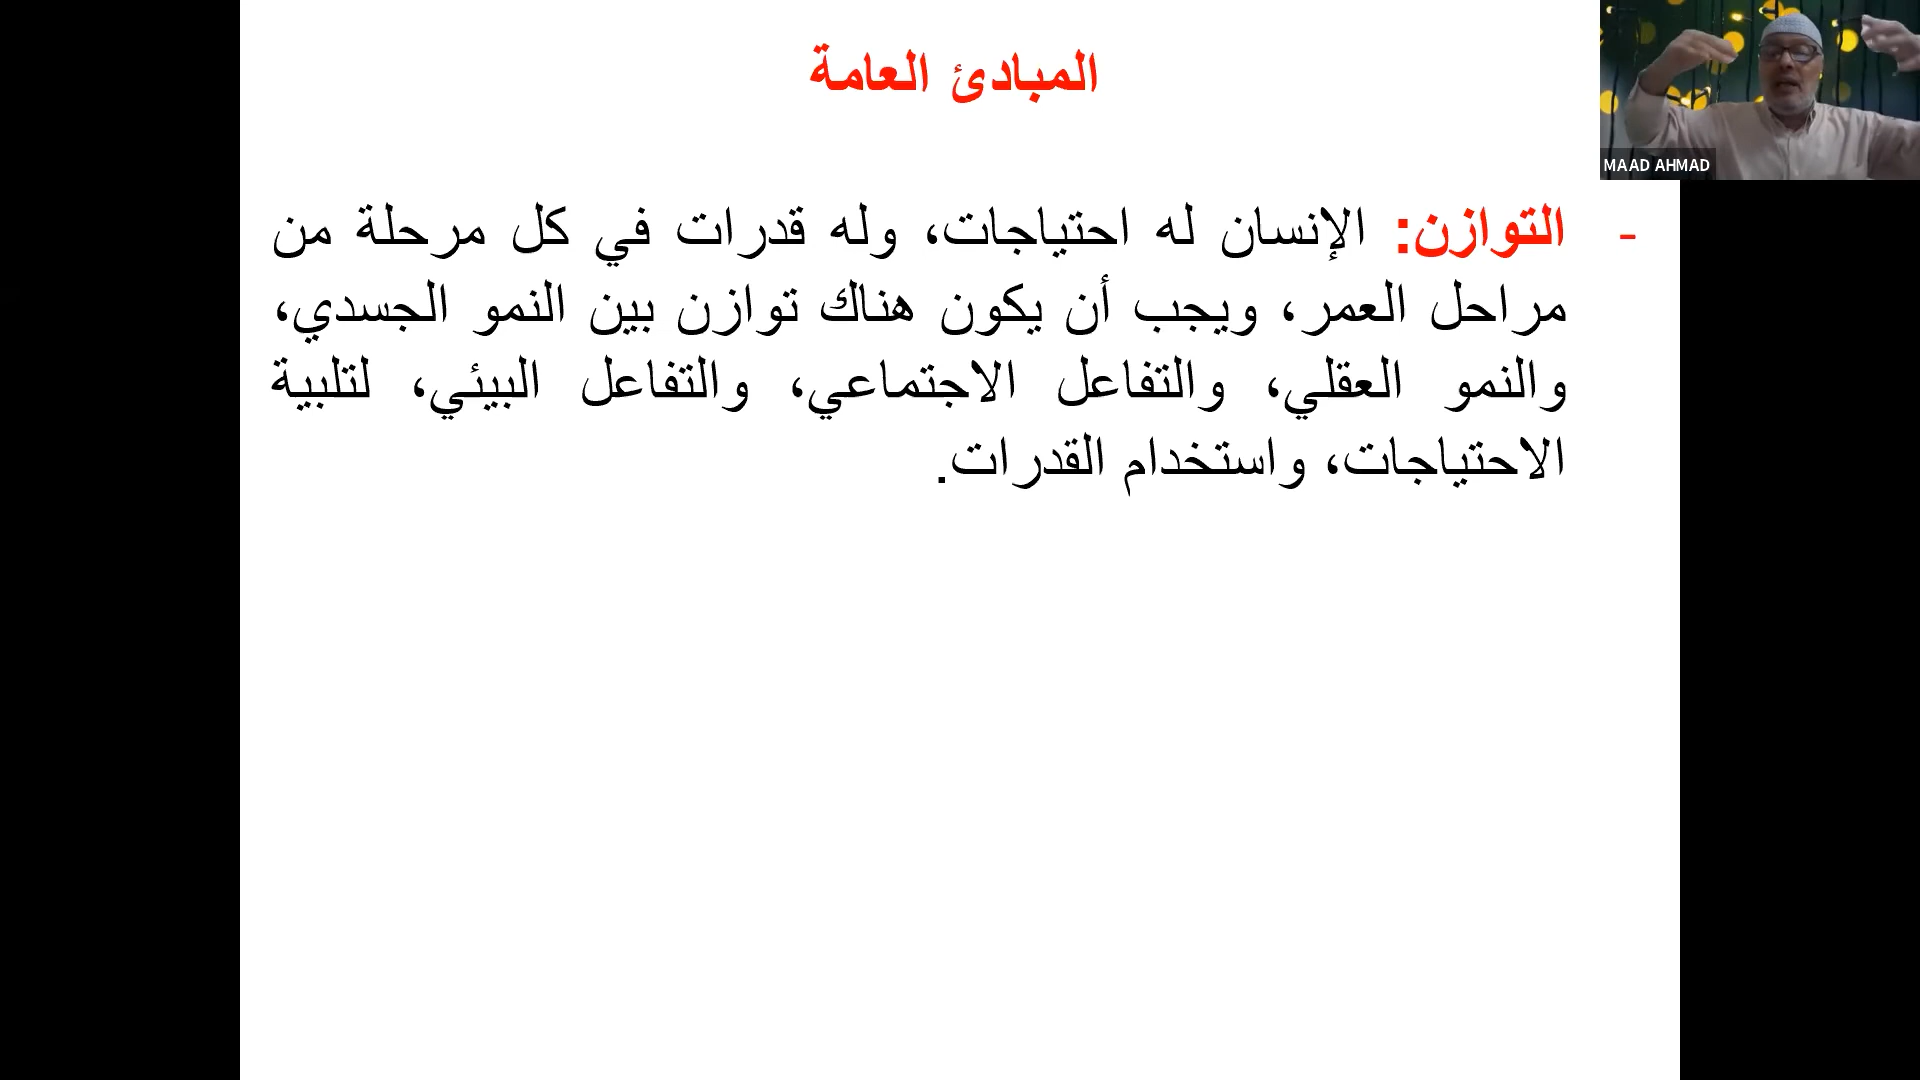 المبادئ العامة
MAAD AHMAD
- التوازن: الإنسان له احتياجات، وله قدرات في كل مرحلة من
مراحل العمر، ويجب أن يكون هناك توازن بين النمو الجسدي،
والنمو العقلي، والتفاعل الاجتماعي، والتفاعل البيئي، لتلبية
الاحتياجات، واستخدام القدرات.